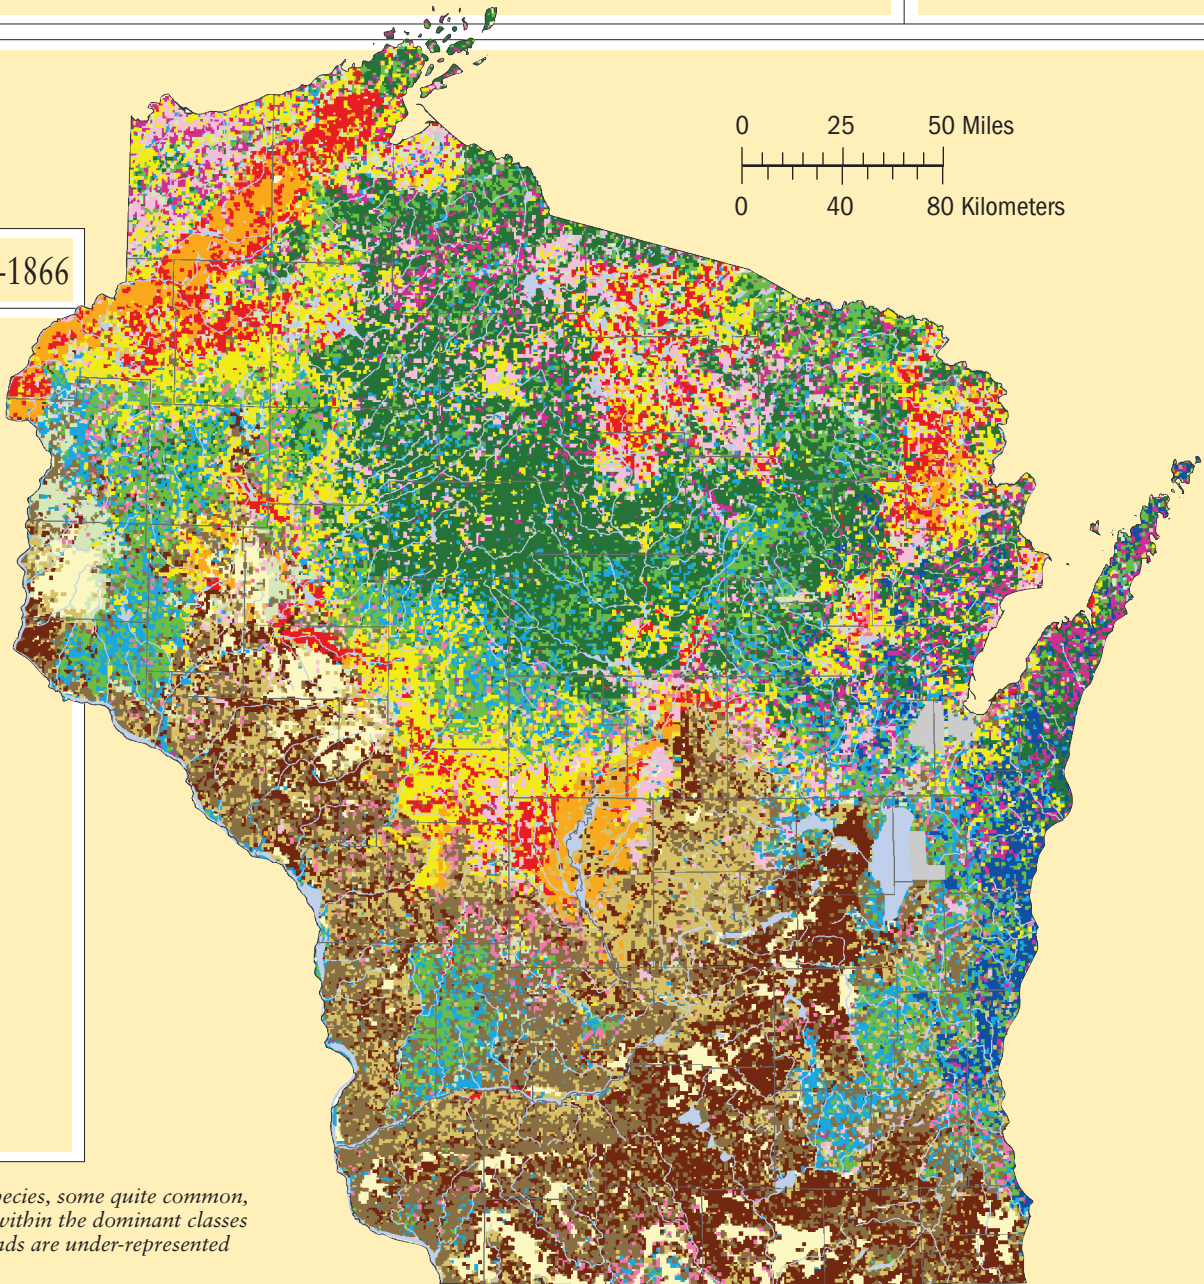 0 25 50 Miles
0 40 80 Kilometers
-1866
ecies, some quite common,
within the dominant classes
nds are under-represented